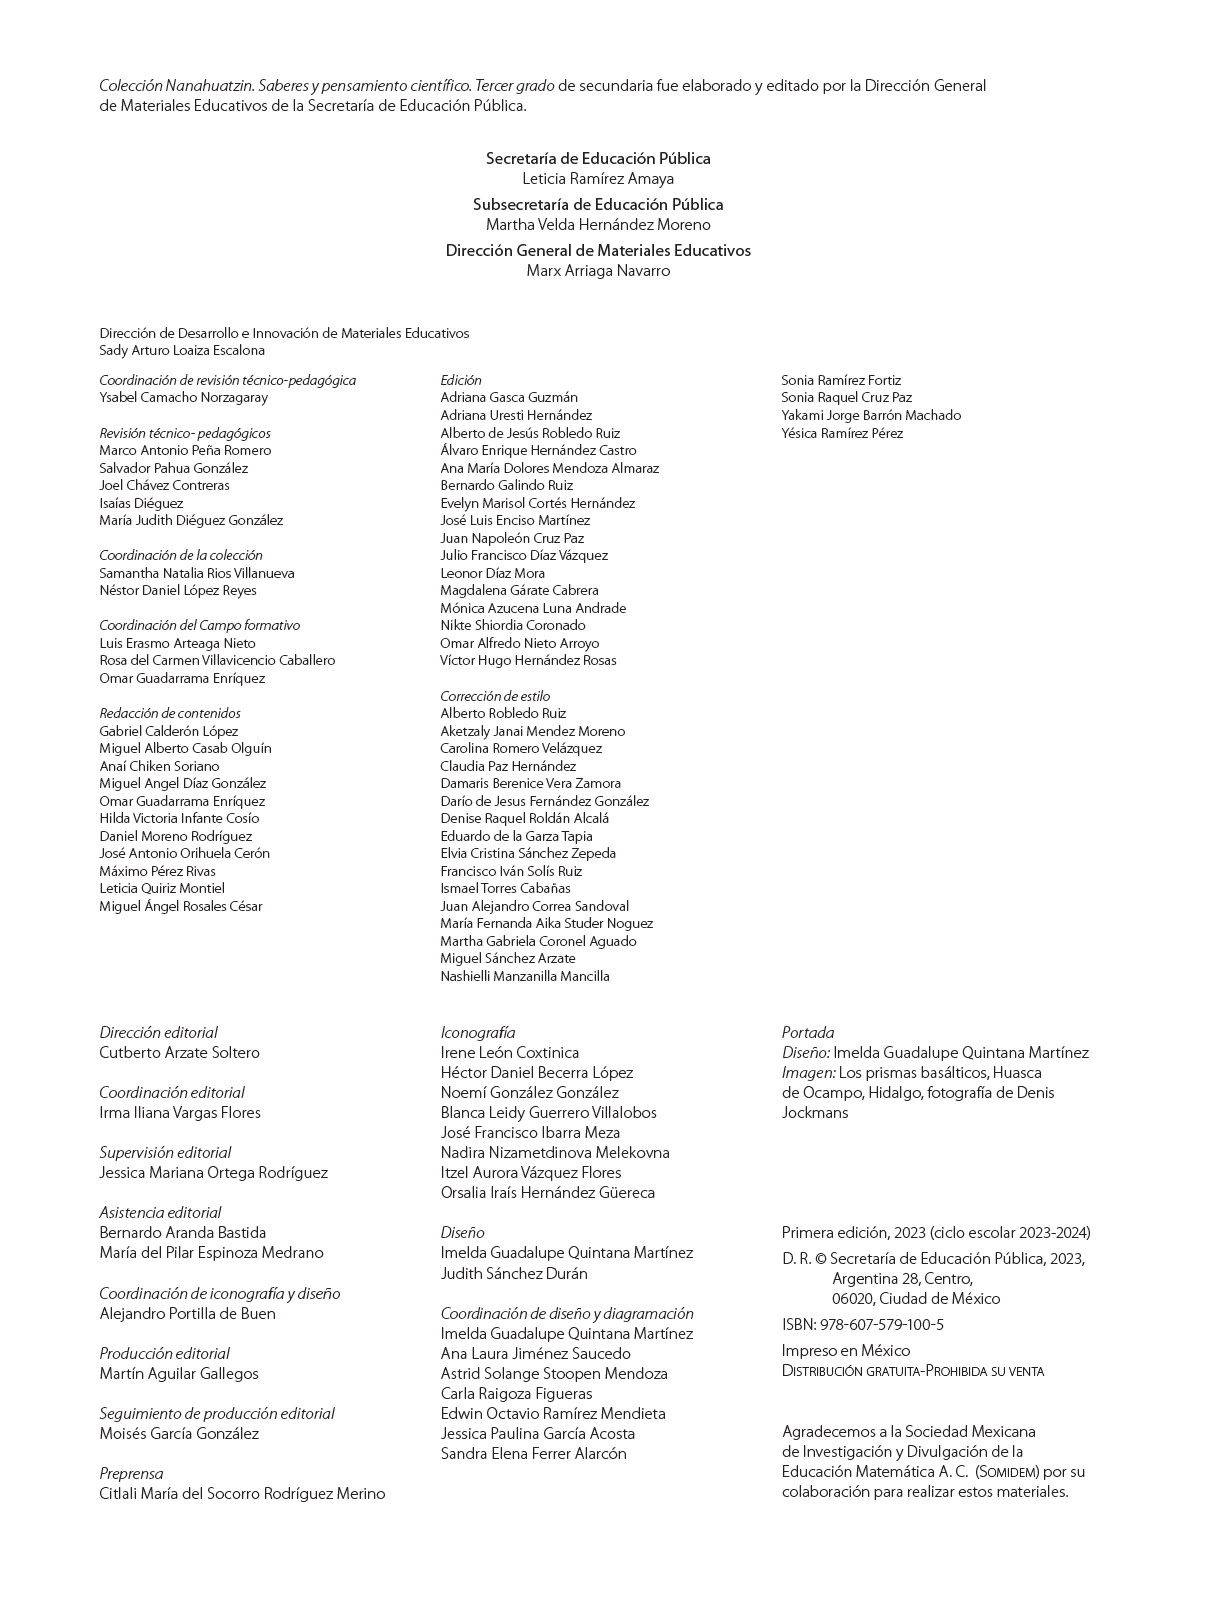 Colección Nanahuatzin. Saberes y pensamiento científico. Tercer grado de secundaria fue elaborado y editado por la Dirección General
de Materiales Educativos de la Secretaría de Educación Pública.
Secretaría de Educación Pública
Leticia Ramírez Amaya
Subsecretaría de Educación Pública
Martha Velda Hernández Moreno
Dirección General de Materiales Educativos
Marx Arriaga Navarro
Dirección de Desarrollo e Innovación de Materiales Educativos
Sady Arturo Loaiza Escalona
Coordinación de revisión técnico-pedagógica
Ysabel Camacho Norzagaray
Revisión técnico- pedagógicos
Marco Antonio Peña Romero
Salvador Pahua González
Joel Chávez Contreras
Isaías Diéguez
María Judith Diéguez González
Coordinación de la colección
Samantha Natalia Rios Villanueva
Néstor Daniel López Reyes
Coordinación del Campo formativo
Luis Erasmo Arteaga Nieto
Rosa del Carmen Villavicencio Caballero
Omar Guadarrama Enríquez
Redacción de contenidos
Gabriel Calderón López
Miguel Alberto Casab Olguín
Anaí Chiken Soriano
Miguel Angel Díaz González
Omar Guadarrama Enríquez
Hilda Victoria Infante Cosío
Daniel Moreno Rodríguez
José Antonio Orihuela Cerón
Máximo Pérez Rivas
Leticia Quiriz Montiel
Miguel Ángel Rosales César
Edición
Adriana Gasca Guzmán
Adriana Uresti Hernández
Alberto de Jesús Robledo Ruiz
Álvaro Enrique Hernández Castro
Ana María Dolores Mendoza Almaraz
Bernardo Galindo Ruiz
Evelyn Marisol Cortés Hernández
José Luis Enciso Martínez
Juan Napoleón Cruz Paz
Julio Francisco Díaz Vázquez
Leonor Díaz Mora
Magdalena Gárate Cabrera
Mónica Azucena Luna Andrade
Nikte Shiordia Coronado
Omar Alfredo Nieto Arroyo
Víctor Hugo Hernández Rosas
Corrección de estilo
Alberto Robledo Ruiz
Aketzaly Janai Mendez Moreno
Carolina Romero Velázquez
Claudia Paz Hernández
Damaris Berenice Vera Zamora
Darío de Jesus Fernández González
Denise Raquel Roldán Alcalá
Eduardo de la Garza Tapia
Elvia Cristina Sánchez Zepeda
Francisco Iván Solís Ruiz
Ismael Torres Cabañas
Juan Alejandro Correa Sandoval
María Fernanda Aika Studer Noguez
Martha Gabriela Coronel Aguado
Miguel Sánchez Arzate
Nashielli Manzanilla Mancilla
Sonia Ramírez Fortiz
Sonia Raquel Cruz Paz
Yakami Jorge Barrón Machado
Yésica Ramírez Pérez
Dirección editorial
Cutberto Arzate Soltero
Coordinación editorial
Irma Iliana Vargas Flores
Supervisión editorial
Jessica Mariana Ortega Rodríguez
Asistencia editorial
Bernardo Aranda Bastida
María del Pilar Espinoza Medrano
Coordinación de iconografía y diseño
Alejandro Portilla de Buen
Producción editorial
Martín Aguilar Gallegos
Seguimiento de producción editorial
Moisés García González
Preprensa
Citlali María del Socorro Rodríguez Merino
Iconografía
Irene León Coxtinica
Héctor Daniel Becerra López
Noemí González González
Blanca Leidy Guerrero Villalobos
José Francisco Ibarra Meza
Nadira Nizametdinova Melekovna
Itzel Aurora Vázquez Flores
Orsalia Iraís Hernández Güereca
Diseño
Imelda Guadalupe Quintana Martínez
Judith Sánchez Durán
Coordinación de diseño y diagramación
Imelda Guadalupe Quintana Martínez
Ana Laura Jiménez Saucedo
Astrid Solange Stoopen Mendoza
Carla Raigoza Figueras
Edwin Octavio Ramírez Mendieta
Jessica Paulina García Acosta
Sandra Elena Ferrer Alarcón
Portada
Diseño: Imelda Guadalupe Quintana Martínez
Imagen: Los prismas basálticos, Huasca
de Ocampo, Hidalgo, fotografía de Denis
Jockmans
Primera edición, 2023 (ciclo escolar 2023-2024)
D. R. © Secretaría de Educación Pública, 2023,
Argentina 28, Centro,
06020, Ciudad de México
ISBN: 978-607-579-100-5
Impreso en México
DISTRIBUCIÓN GRATUITA-PROHIBIDA SU VENTA
Agradecemos a la Sociedad Mexicana
de Investigación y Divulgación de la
Educación Matemática A. C. (SOMIDEM) por su
colaboración para realizar estos materiales.